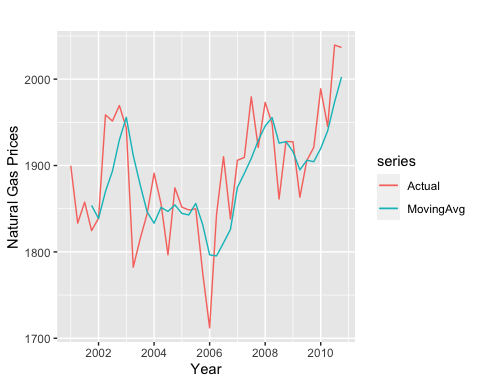 2000
1900
1800
1700
Natural Gas Prices
2002 2004 2006 2008 2010
Year
series
Actual
MovingAvg